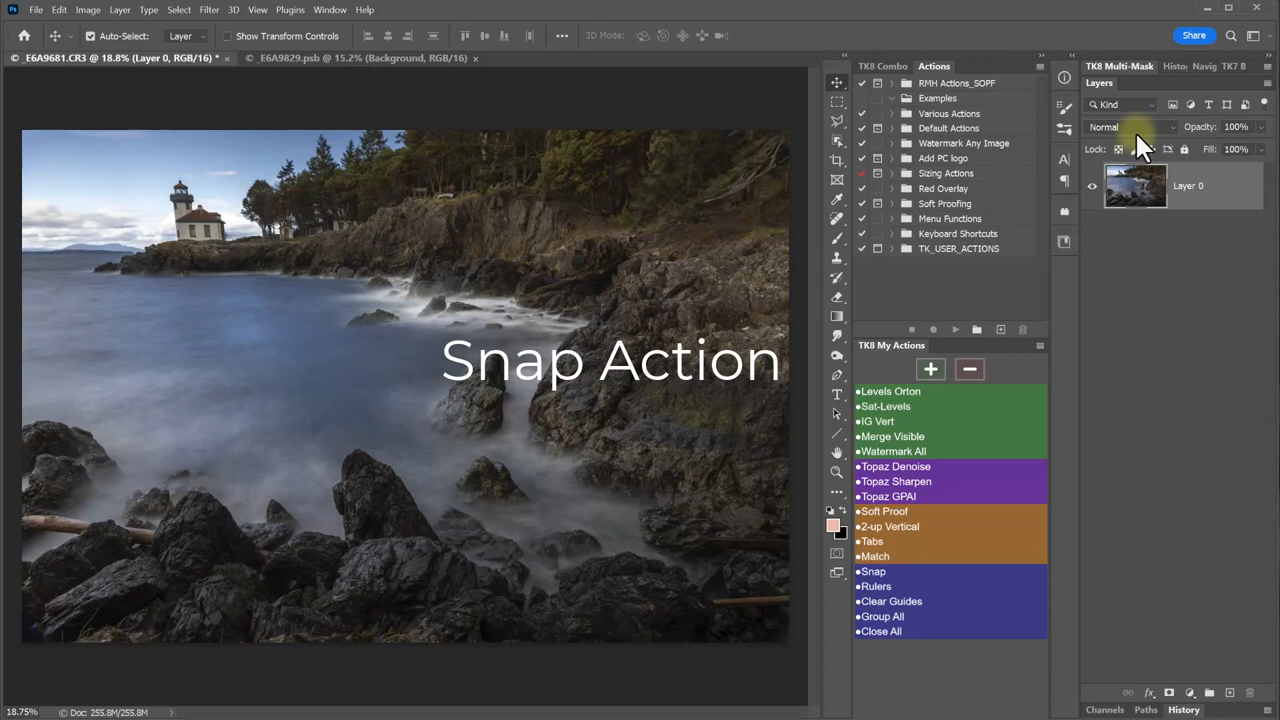 Ps File Edit Image Layer Type Select Filter 3D View Plugins Window Help
Auto-Select: Layer Show Transform Controls 3D Mode: Share
_E6A9681.CR3 @ 18.8% (Layer 0, RGB/16) * × _E6A9829.psb @ 15.2% (Background, RGB/16) ×
TK8 Combo Actions
RMH Actions_SOPF
Examples
Various Actions
Default Actions
Watermark Any Image
Add PC logo
Sizing Actions
Red Overlay
Soft Proofing
Menu Functions
Keyboard Shortcuts
TK_USER_ACTIONS
TK8 My Actions
Levels Orton
Sat-Levels
IG Vert
Merge Visible
Watermark All
Topaz Denoise
Topaz Sharpen
Topaz GPAI
Soft Proof
2-up Vertical
Tabs
Match
Snap
Rulers
Clear Guides
Group All
Close All
TK8 Multi-Mask Histo Navig TK7 B
Layers
Kind
Normal Opacity: 100%
Lock: Fill: 100%
Layer 0
Snap Action
Channels Paths History
18.75% Doc: 255.8M/255.8M